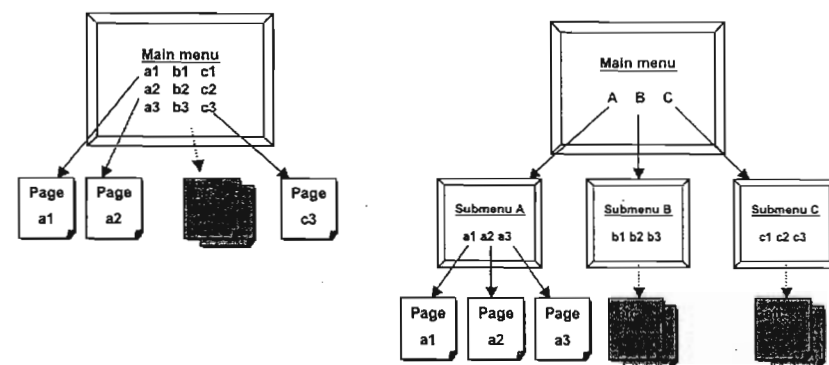 Main menu
a1 b1 c1
a2 b2 c2
a3 b3 c3
Page
a1
Page
a2
Page
c3
Main menu
A B C
Submenu A
a1 a2 a3
Submenu B
b1 b2 b3
Submenu C
c1 c2 c3
Page
a1
Page
a2
Page
a3